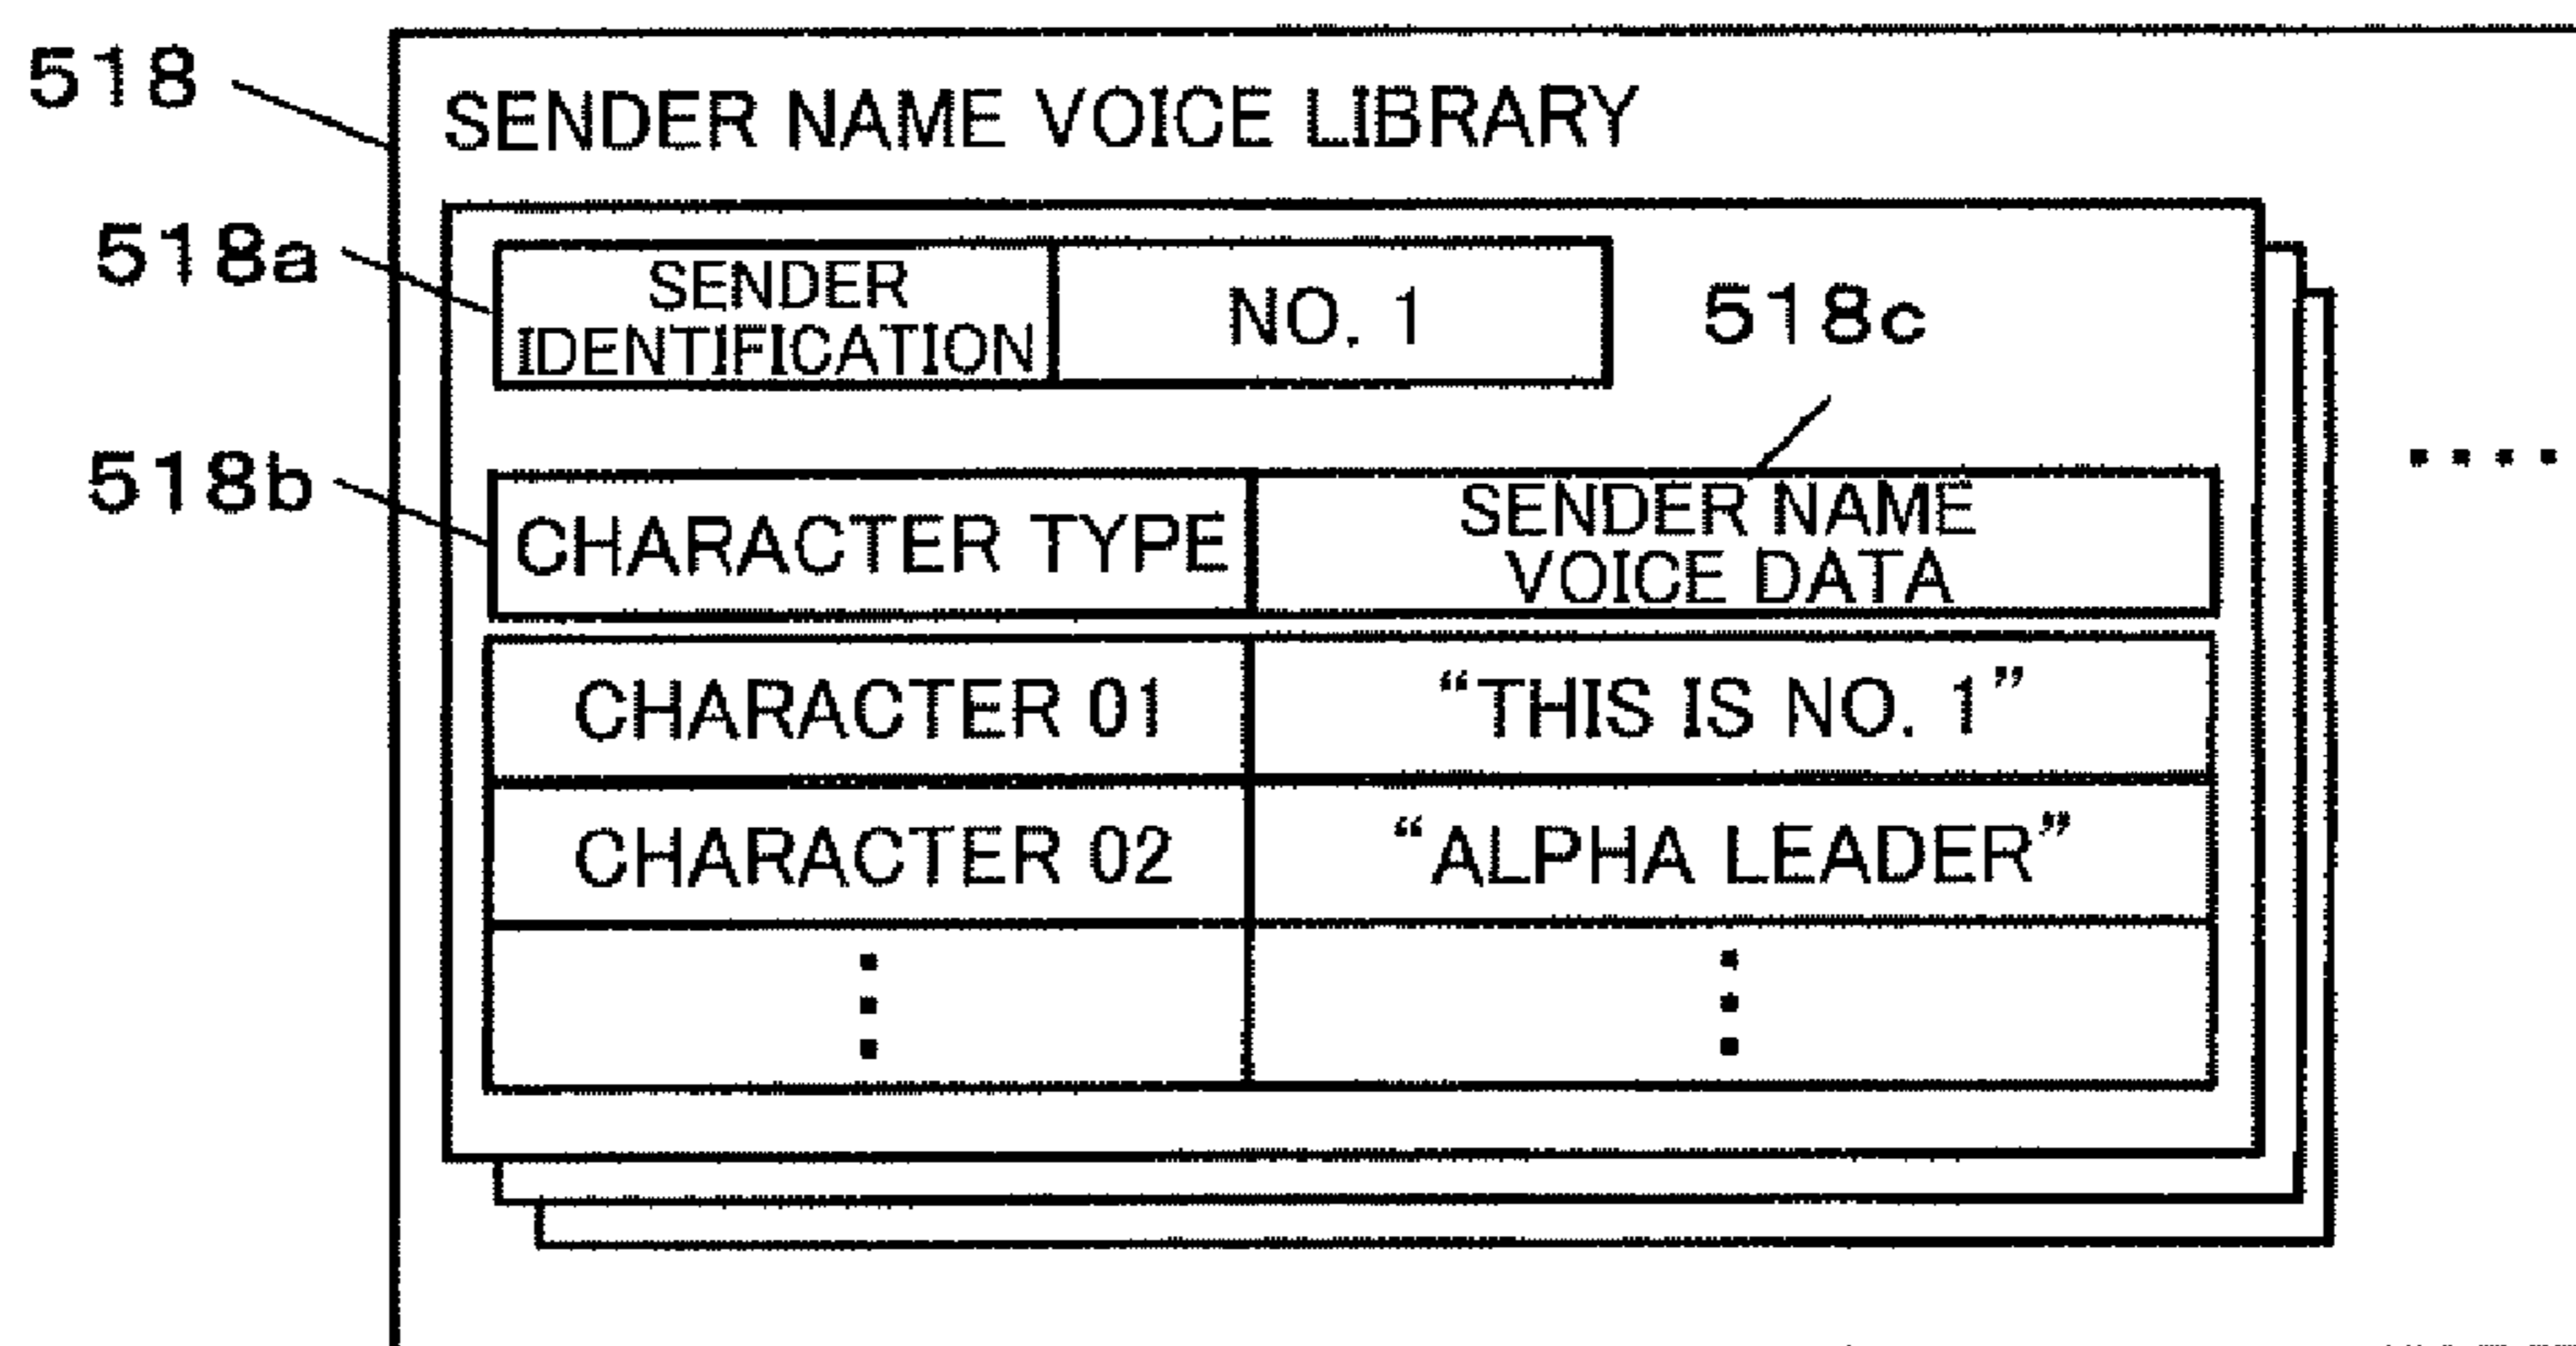 518
SENDER NAME VOICE LIBRARY
518a
SENDER
IDENTIFICATION
NO. 1
518c
518b
CHARACTER TYPE
SENDER NAME
VOICE DATA
CHARACTER 01
“THIS IS NO. 1”
CHARACTER 02
“ALPHA LEADER”